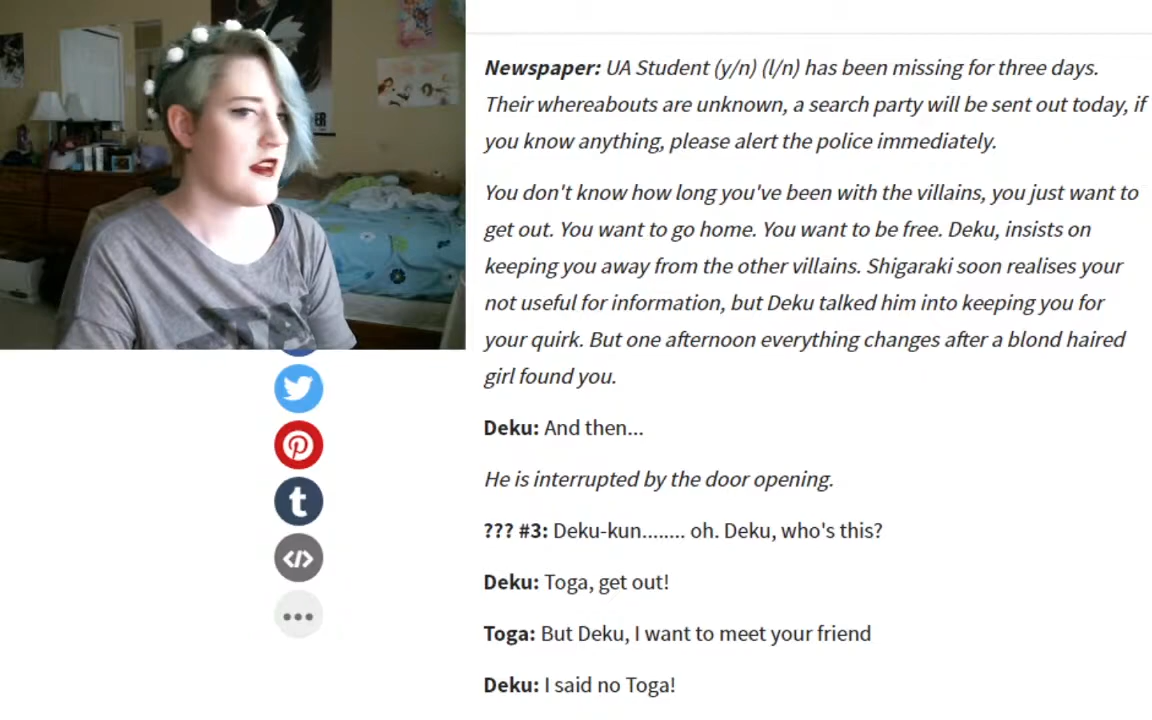 Newspaper: UA Student (y/n) (l/n) has been missing for three days.
Their whereabouts are unknown, a search party will be sent out today, if
you know anything, please alert the police immediately.
You don't know how long you've been with the villains, you just want to
get out. You want to go home. You want to be free. Deku, insists on
keeping you away from the other villains. Shigaraki soon realises your
not useful for information, but Deku talked him into keeping you for
your quirk. But one afternoon everything changes after a blond haired
girl found you.
Deku: And then...
He is interrupted by the door opening.
??? #3: Deku-kun........ oh. Deku, who's this?
Deku: Toga, get out!
Toga: But Deku, I want to meet your friend
Deku: I said no Toga!